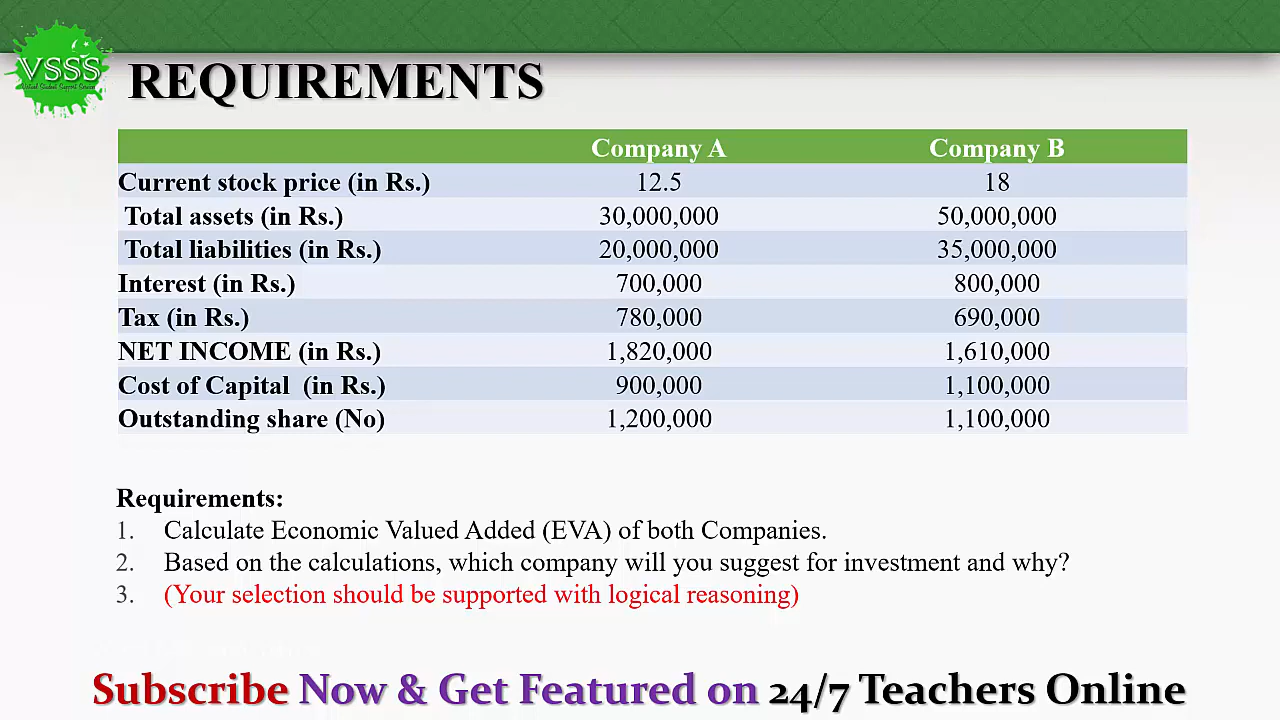 VSSS
Virtual Student Support Services
REQUIREMENTS
Company A Company B
Current stock price (in Rs.) 12.5 18
Total assets (in Rs.) 30,000,000 50,000,000
Total liabilities (in Rs.) 20,000,000 35,000,000
Interest (in Rs.) 700,000 800,000
Tax (in Rs.) 780,000 690,000
NET INCOME (in Rs.) 1,820,000 1,610,000
Cost of Capital (in Rs.) 900,000 1,100,000
Outstanding share (No) 1,200,000 1,100,000
Requirements:
1. Calculate Economic Valued Added (EVA) of both Companies.
2. Based on the calculations, which company will you suggest for investment and why?
3. (Your selection should be supported with logical reasoning)
Subscribe Now & Get Featured on 24/7 Teachers Online